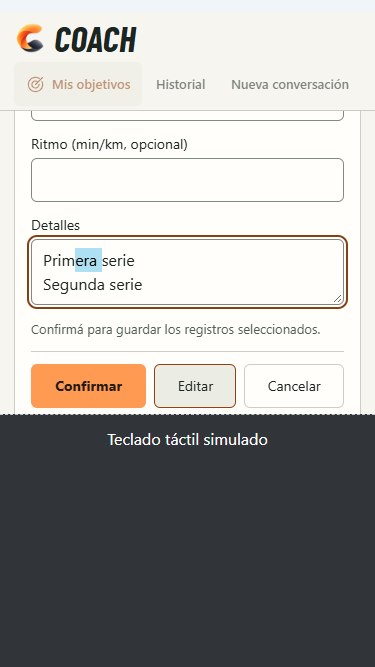 COACH
Mis objetivos
Historial
Nueva conversación
Ritmo (min/km, opcional)
Detalles
Primera serie
Segunda serie
Confirmá para guardar los registros seleccionados.
Confirmar
Editar
Cancelar
Teclado táctil simulado